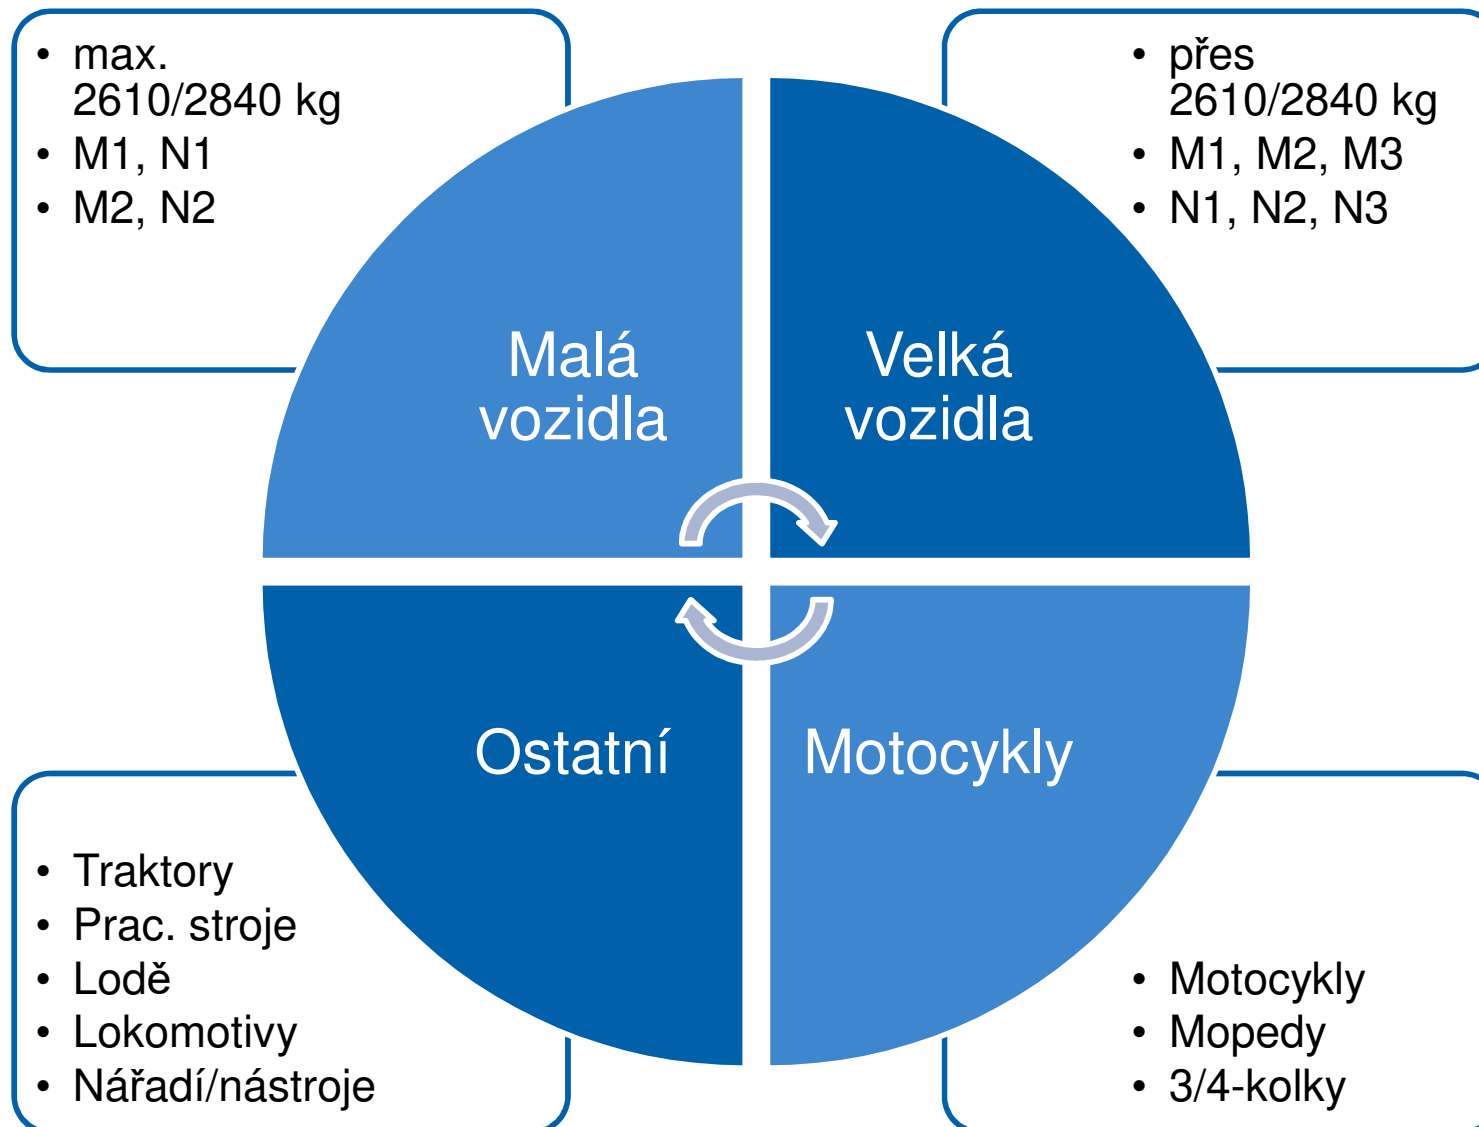 • max.
2610/2840 kg
• M1, N1
• M2, N2
• přes
2610/2840 kg
• M1, M2, M3
• N1, N2, N3
Malá
vozidla
Velká
vozidla
Ostatní
Motocykly
• Traktory
• Prac. stroje
• Lodě
• Lokomotivy
• Nářadí/nástroje
• Motocykly
• Mopedy
• 3/4-kolky